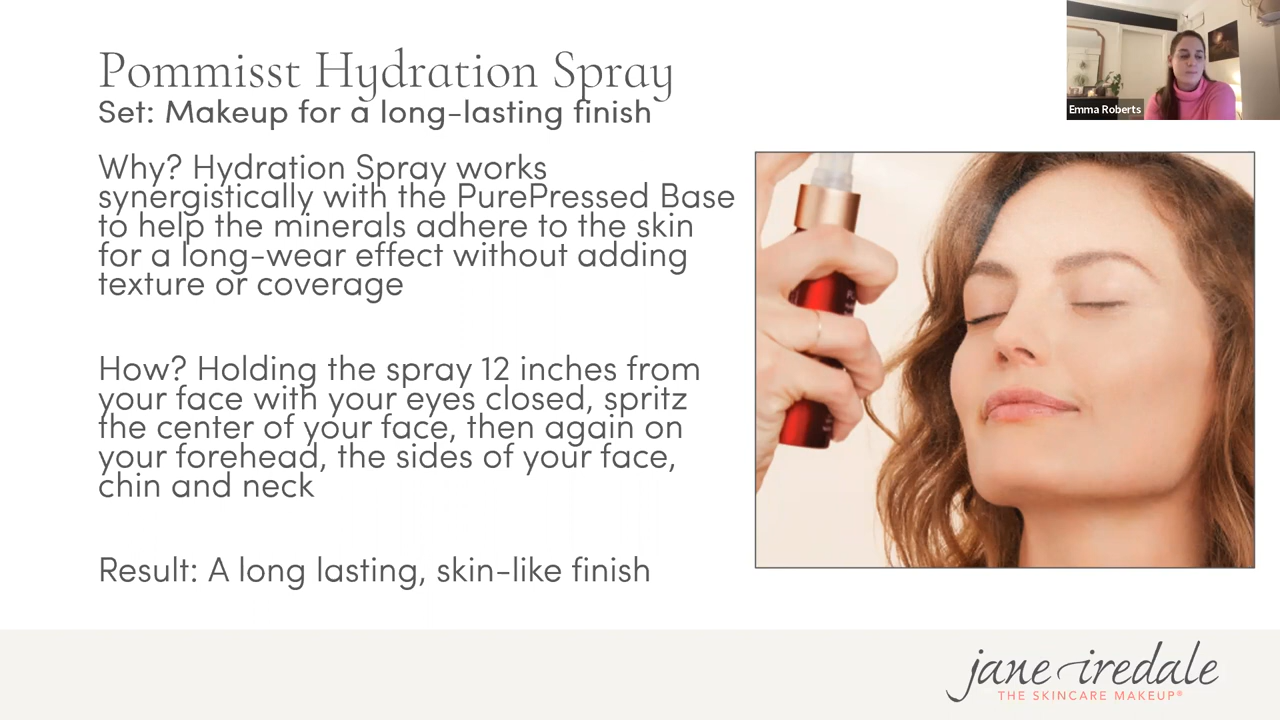 Pommisst Hydration Spray
Set: Makeup for a long-lasting finish
Why? Hydration Spray works
synergistically with the PurePressed Base
to help the minerals adhere to the skin
for a long-wear effect without adding
texture or coverage
How? Holding the spray 12 inches from
your face with your eyes closed, spritz
the center of your face, then again on
your forehead, the sides of your face,
chin and neck
Result: A long lasting, skin-like finish
Emma Roberts
jane iredale
THE SKINCARE MAKEUP®